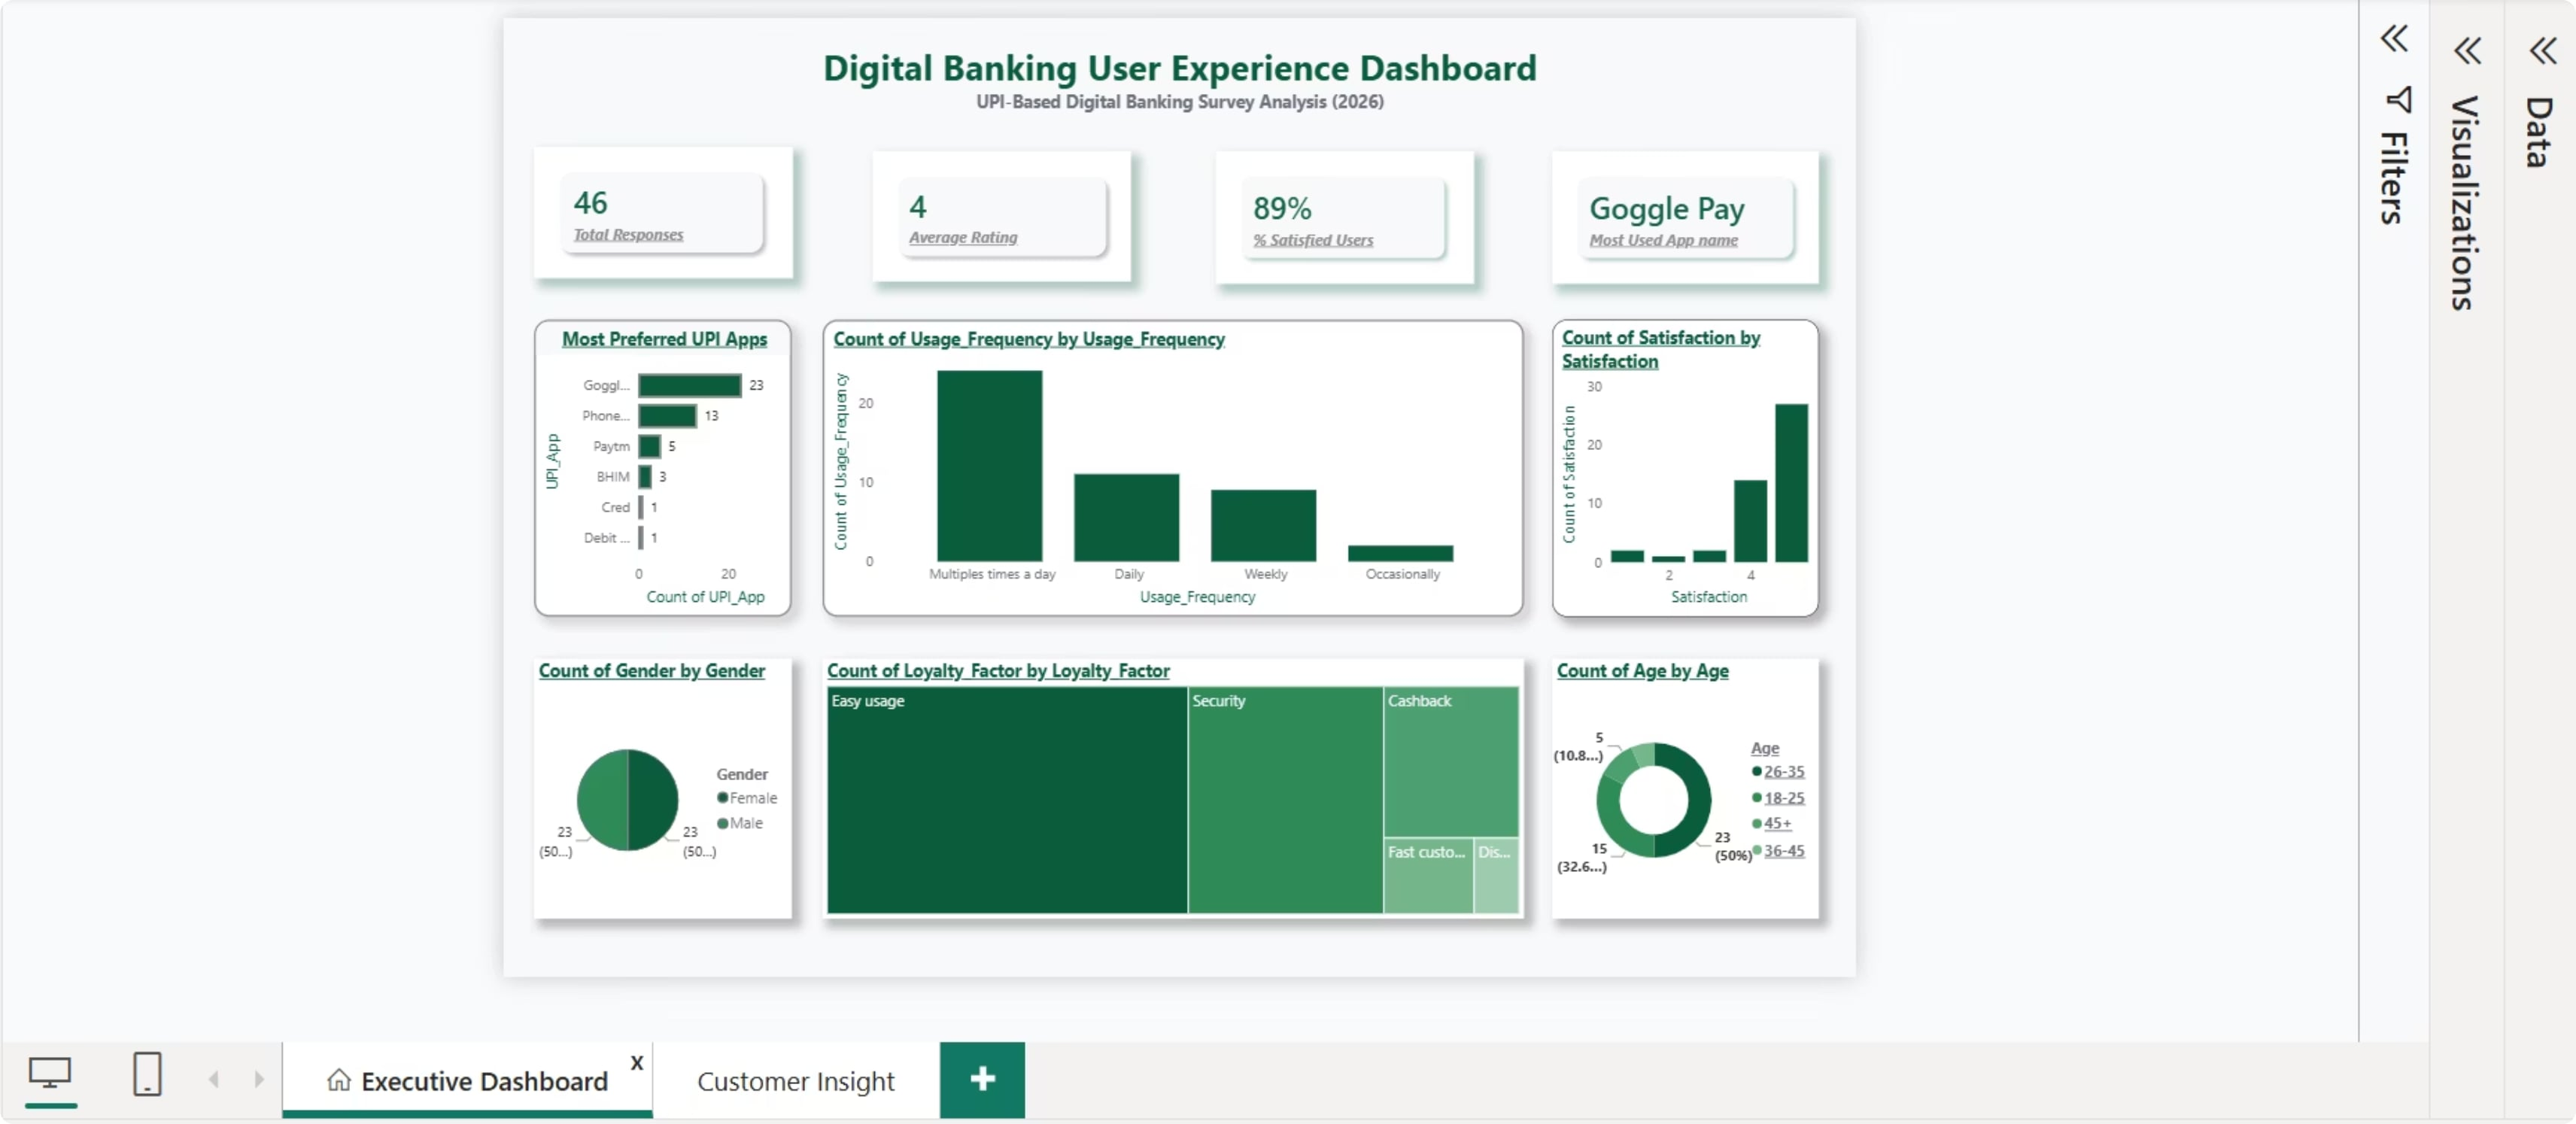 Digital Banking User Experience Dashboard
UPI-Based Digital Banking Survey Analysis (2026)
46
Total Responses
4
Average Rating
89%
% Satisfied Users
Goggle Pay
Most Used App name
Most Preferred UPI Apps
UPI_App
Goggl... 23
Phone... 13
Paytm 5
BHIM 3
Cred 1
Debit ... 1
0 20
Count of UPI_App
Count of Usage_Frequency by Usage_Frequency
Count of Usage_Frequency
20
10
0
Multiples times a day Daily Weekly Occasionally
Usage_Frequency
Count of Satisfaction by
Satisfaction
Count of Satisfaction
30
20
10
0
2 4
Satisfaction
Count of Gender by Gender
23
(50...)
23
(50...)
Gender
Female
Male
Count of Loyalty_Factor by Loyalty_Factor
Easy usage
Security
Cashback
Fast custo...
Dis...
Count of Age by Age
5
(10.8...)
15
(32.6...)
23
(50%)
Age
26-35
18-25
45+
36-45
Filters
Visualizations
Data
Executive Dashboard
X
Customer Insight
+